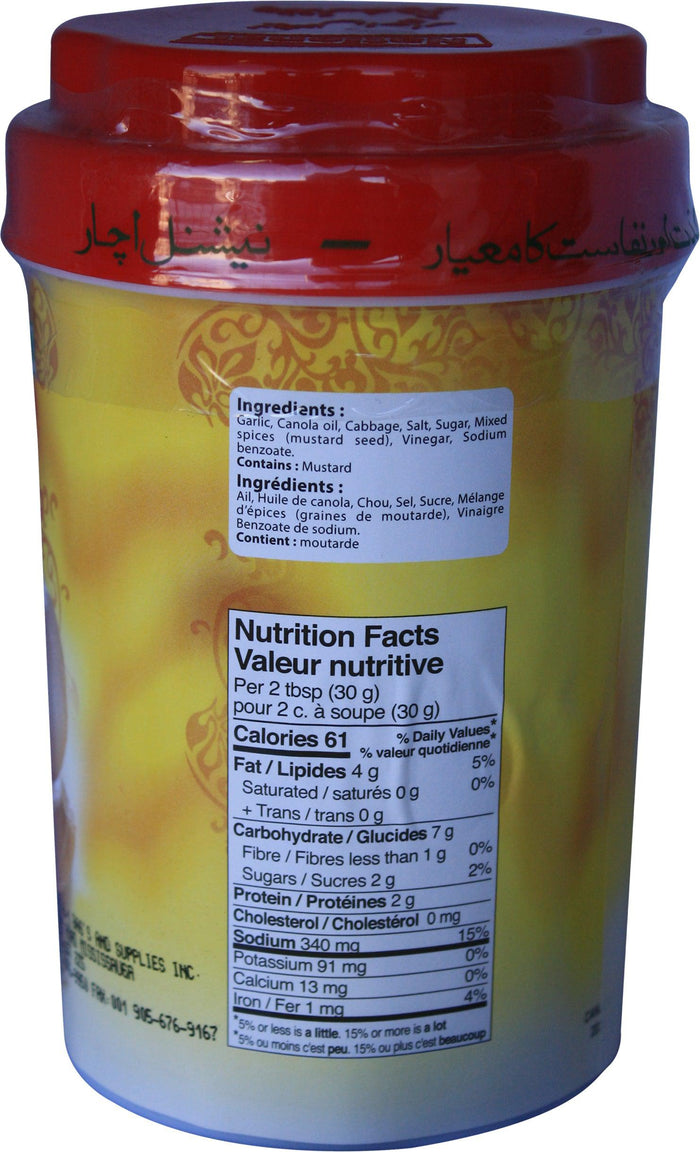 نیشنل اچار — اور نفاست کا معیار
Ingredients :
Garlic, Canola oil, Cabbage, Salt, Sugar, Mixed
spices (mustard seed), Vinegar, Sodium
benzoate.
Contains : Mustard
Ingrédients :
Ail, Huile de canola, Chou, Sel, Sucre, Mélange
d'épices (graines de moutarde), Vinaigre
Benzoate de sodium.
Contient : moutarde
Nutrition Facts
Valeur nutritive
Per 2 tbsp (30 g)
pour 2 c. à soupe (30 g)
Calories 61 % Daily Values*
% valeur quotidienne*
Fat / Lipides 4 g 5%
Saturated / saturés 0 g 0%
+ Trans / trans 0 g
Carbohydrate / Glucides 7 g
Fibre / Fibres less than 1 g 0%
Sugars / Sucres 2 g 2%
Protein / Protéines 2 g
Cholesterol / Cholestérol 0 mg
Sodium 340 mg 15%
Potassium 91 mg 0%
Calcium 13 mg 0%
Iron / Fer 1 mg 4%
*5% or less is a little. 15% or more is a lot
*5% ou moins c'est peu. 15% ou plus c'est beaucoup
AND SUPPLIES INC.
MISSISSAUGA
FAX: 001 905-676-9167